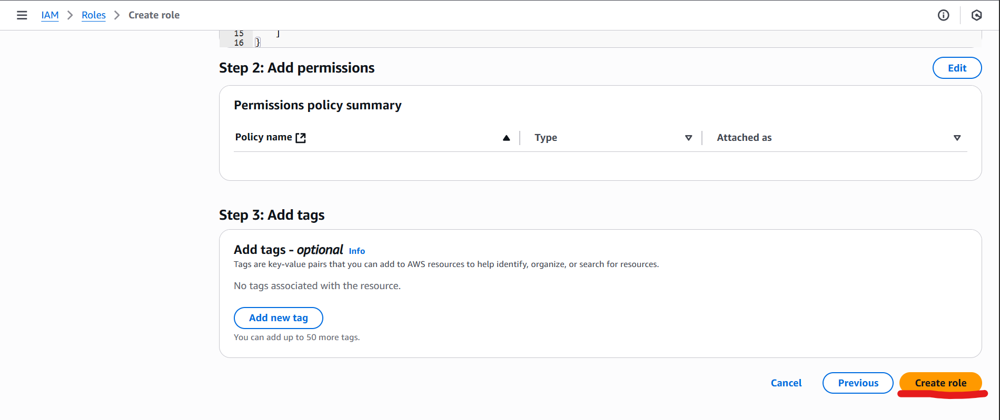 IAM > Roles > Create role
15 ]
16 }
Step 2: Add permissions
Edit
Permissions policy summary
Policy name Type Attached as
Step 3: Add tags
Add tags - optional Info
Tags are key-value pairs that you can add to AWS resources to help identify, organize, or search for resources.
No tags associated with the resource.
Add new tag
You can add up to 50 more tags.
Cancel Previous Create role